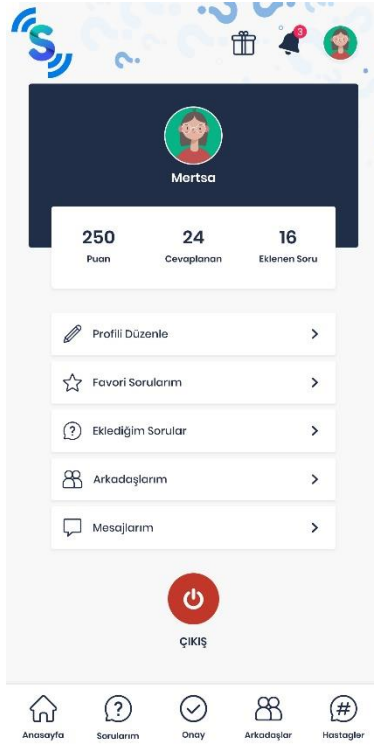 S
3
Mertsa
250 24 16
Puan Cevaplanan Eklenen Soru
Profili Düzenle
Favori Sorularım
Eklediğim Sorular
Arkadaşlarım
Mesajlarım
ÇIKIŞ
Anasayfa Sorularım Onay Arkadaşlar Hastagler